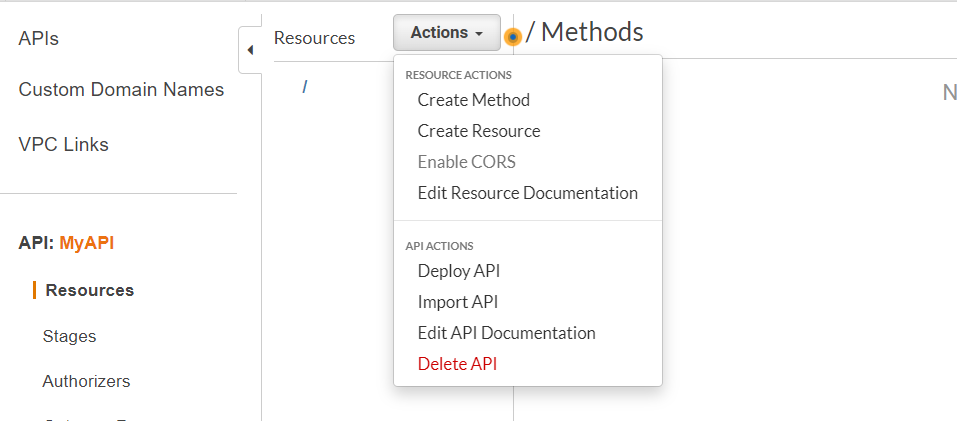 APIs
Custom Domain Names
VPC Links
API: MyAPI
Resources
Stages
Authorizers
Resources
/
Actions
RESOURCE ACTIONS
Create Method
Create Resource
Enable CORS
Edit Resource Documentation
API ACTIONS
Deploy API
Import API
Edit API Documentation
Delete API
/ Methods
N